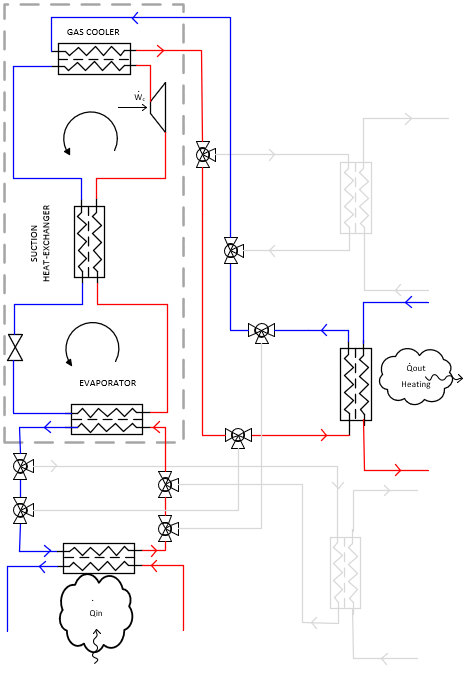 GAS COOLER
Ẇc
SUCTION
HEAT-EXCHANGER
EVAPORATOR
Q̇out
Heating
Q̇in